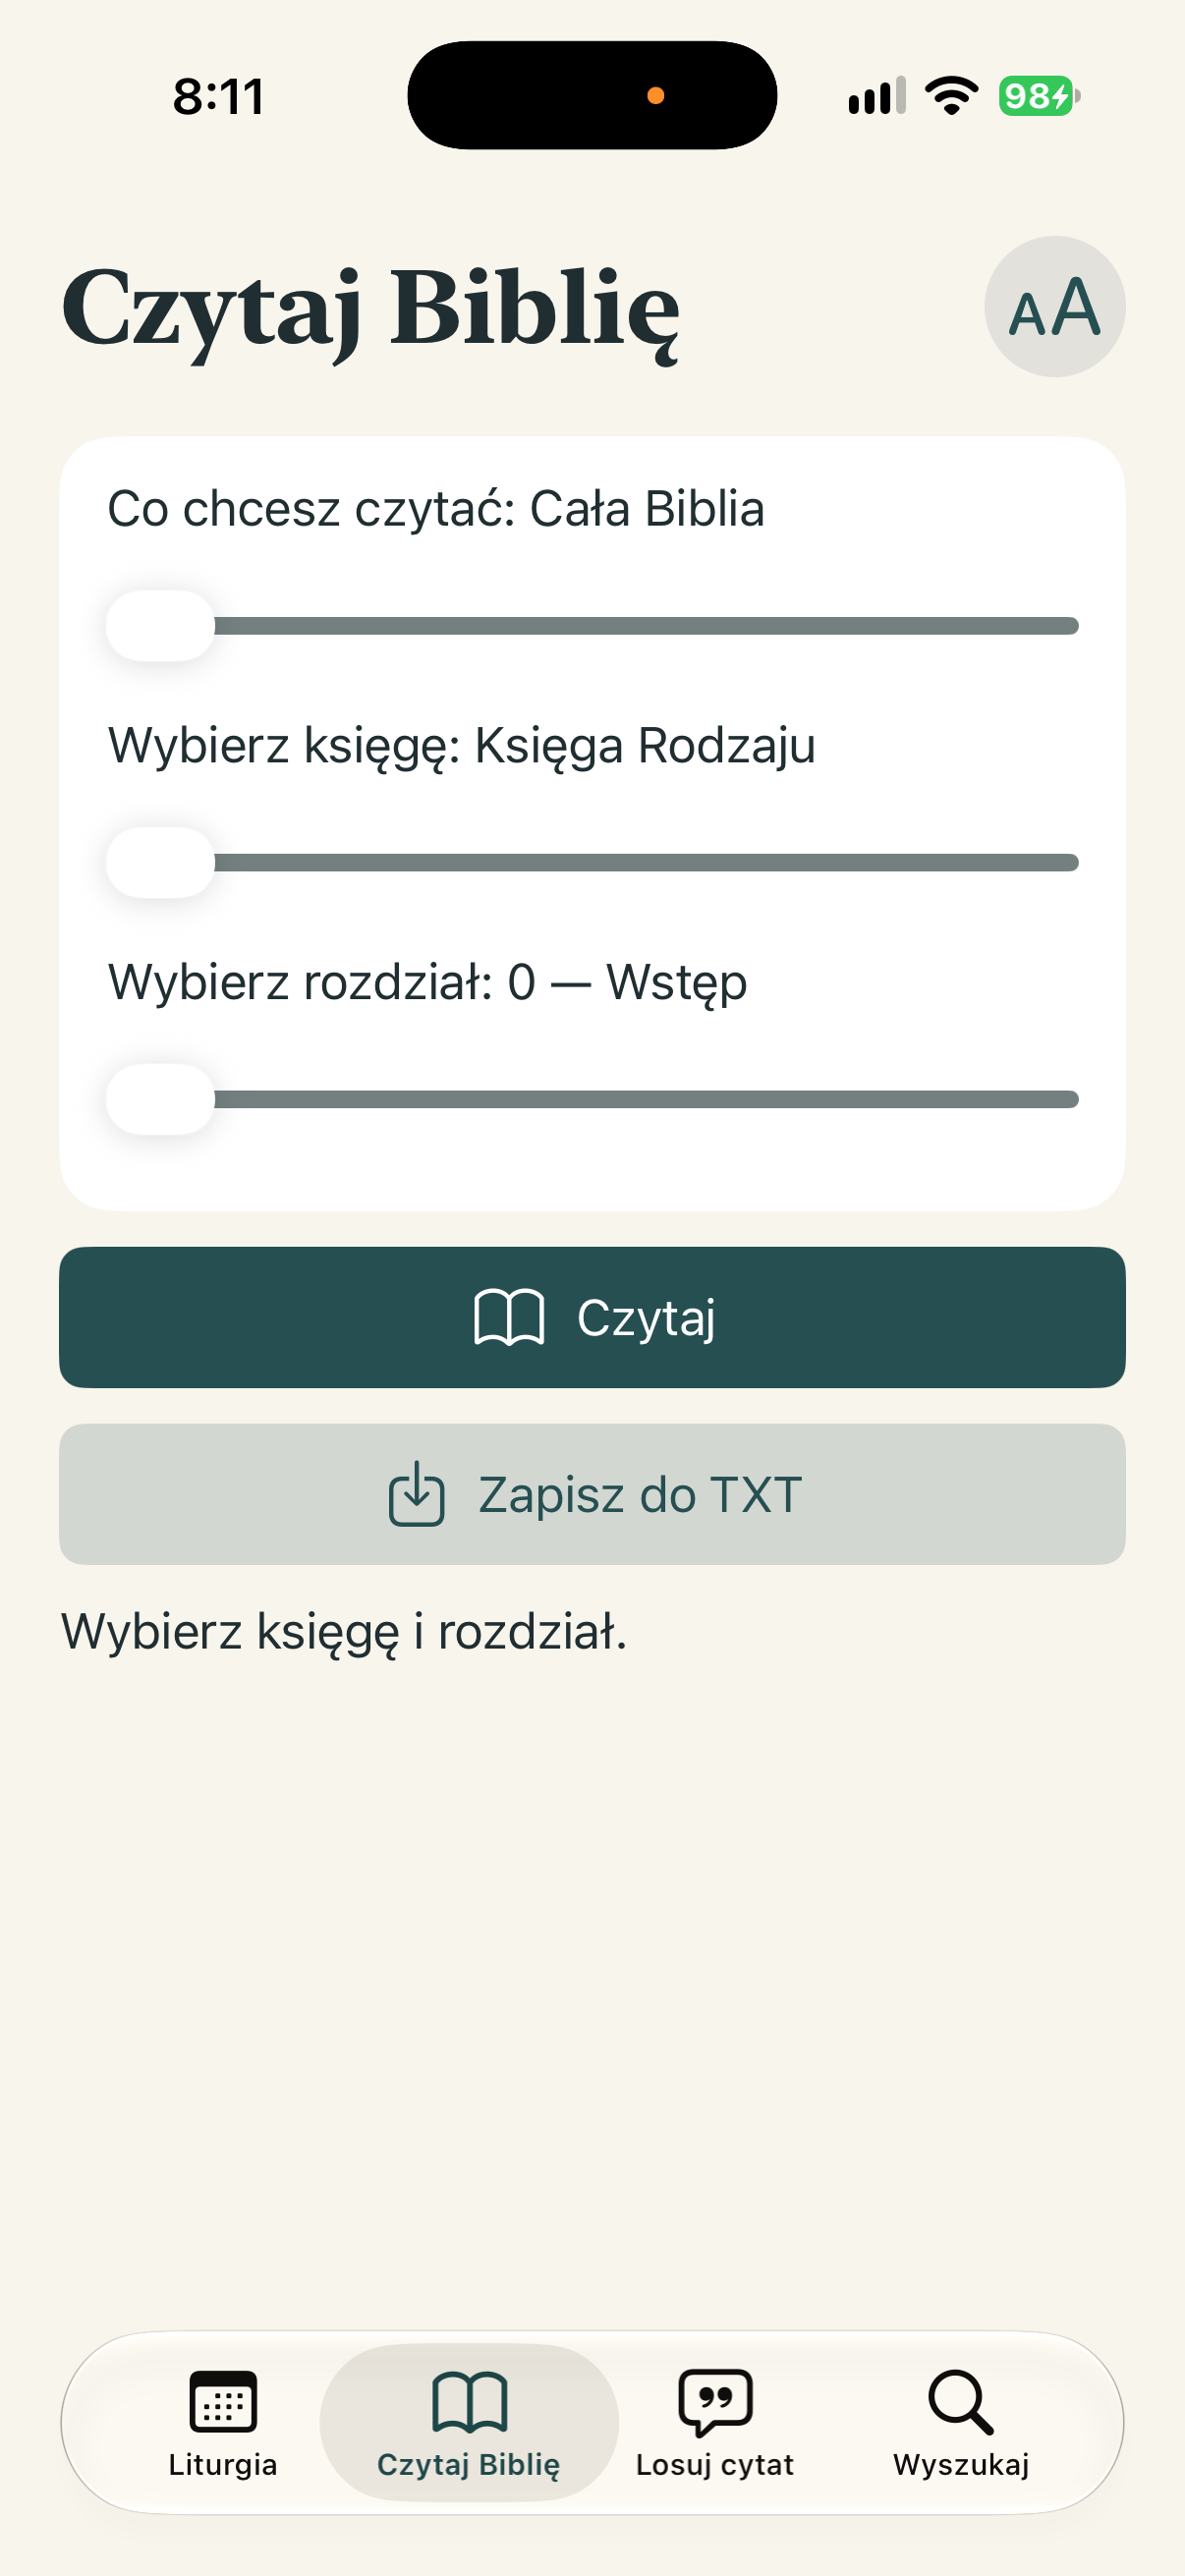 8:11
98
Czytaj Biblię
AA
Co chcesz czytać: Cała Biblia
Wybierz księgę: Księga Rodzaju
Wybierz rozdział: 0 — Wstęp
Czytaj
Zapisz do TXT
Wybierz księgę i rozdział.
Liturgia
Czytaj Biblię
Losuj cytat
Wyszukaj